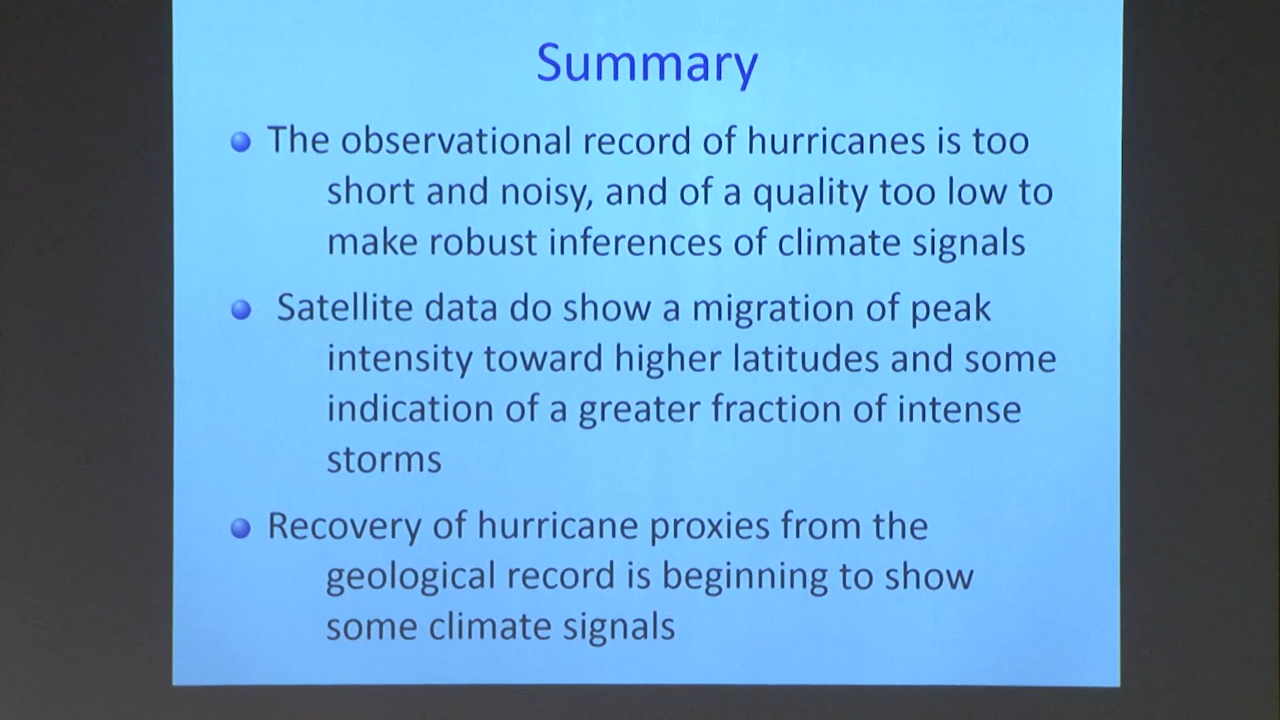 Summary
The observational record of hurricanes is too
short and noisy, and of a quality too low to
make robust inferences of climate signals
Satellite data do show a migration of peak
intensity toward higher latitudes and some
indication of a greater fraction of intense
storms
Recovery of hurricane proxies from the
geological record is beginning to show
some climate signals